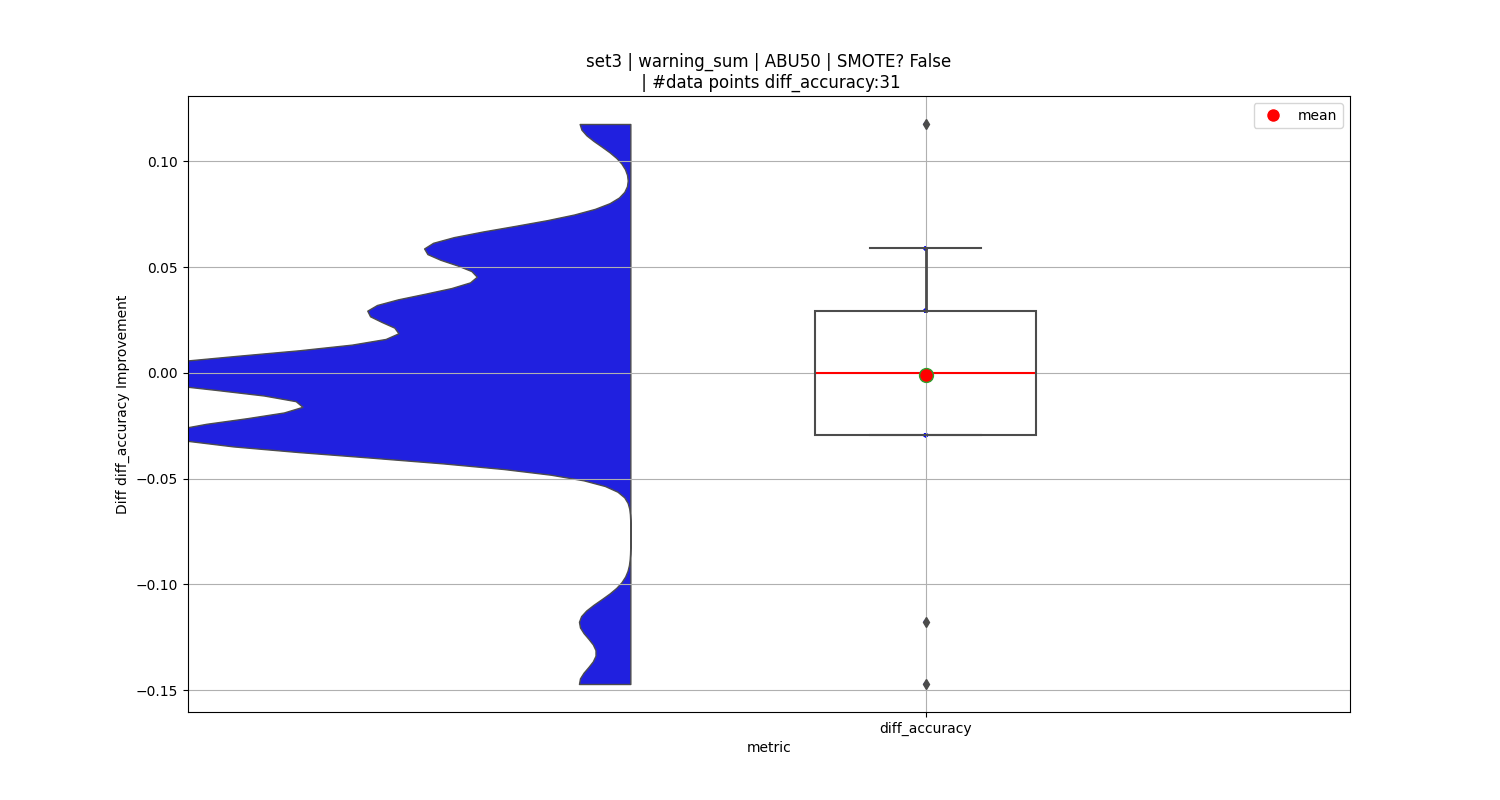 set3 | warning_sum | ABU50 | SMOTE? False
| #data points diff_accuracy:31
mean
0.10
0.05
0.00
−0.05
−0.10
−0.15
Diff diff_accuracy Improvement
diff_accuracy
metric